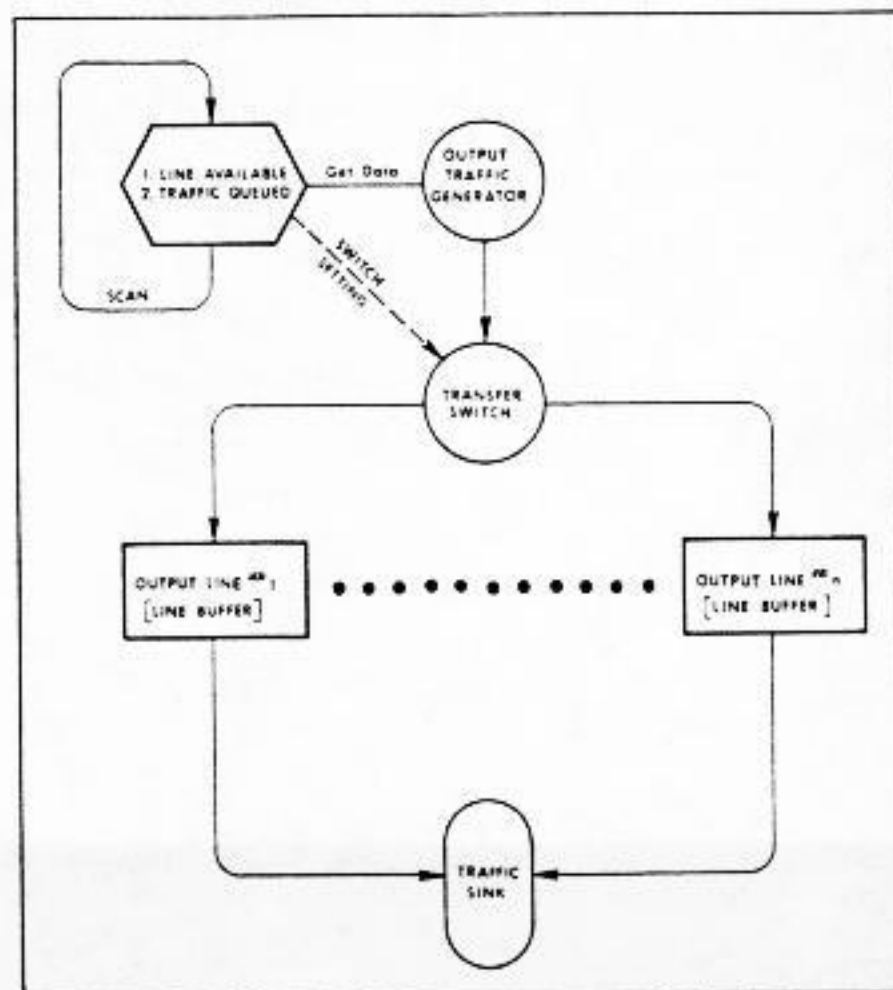 1. LINE AVAILABLE
2. TRAFFIC QUEUED
Get Data
OUTPUT
TRAFFIC
GENERATOR
SWITCH
SETTING
SCAN
TRANSFER
SWITCH
OUTPUT LINE #1
[LINE BUFFER]
OUTPUT LINE #n
[LINE BUFFER]
TRAFFIC
SINK